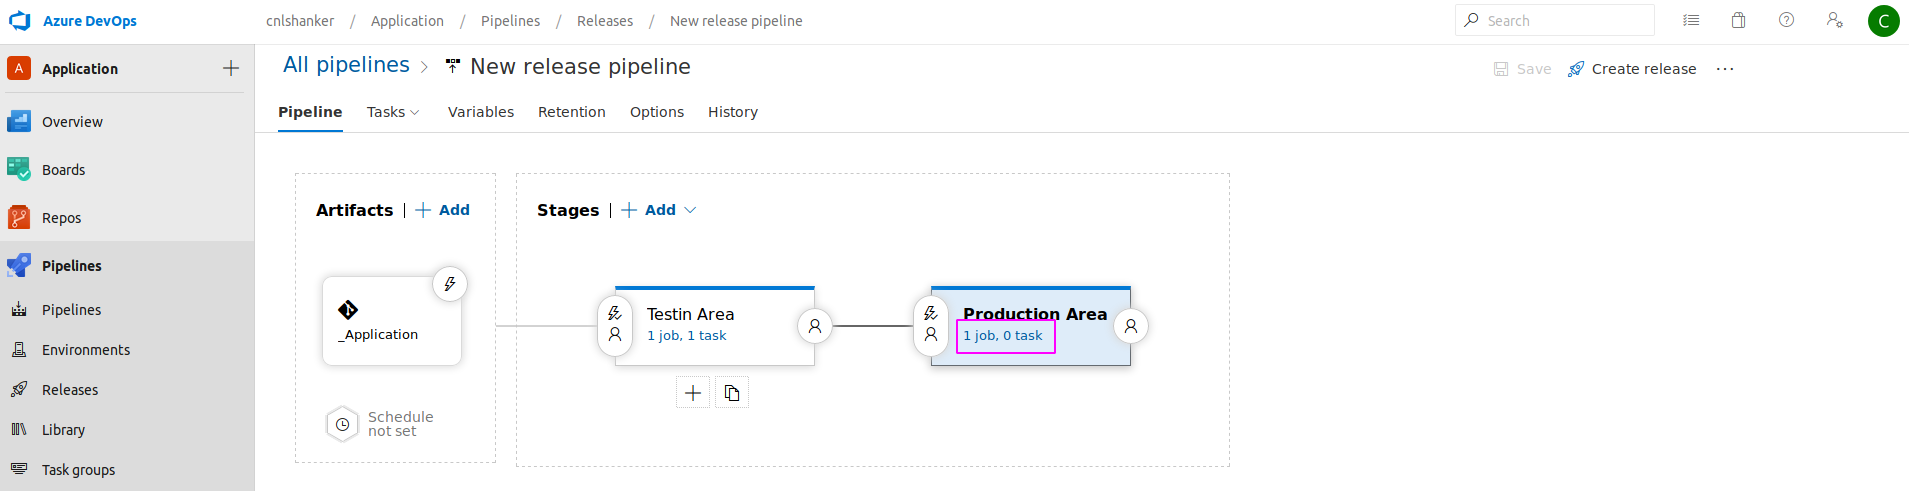 Azure DevOps
cnlshanker / Application / Pipelines / Releases / New release pipeline
Search
C
A Application
Overview
Boards
Repos
Pipelines
Pipelines
Environments
Releases
Library
Task groups
All pipelines > New release pipeline
Save Create release ...
Pipeline Tasks Variables Retention Options History
Artifacts | + Add
_Application
Schedule
not set
Stages | + Add
Testin Area
1 job, 1 task
Production Area
1 job, 0 task